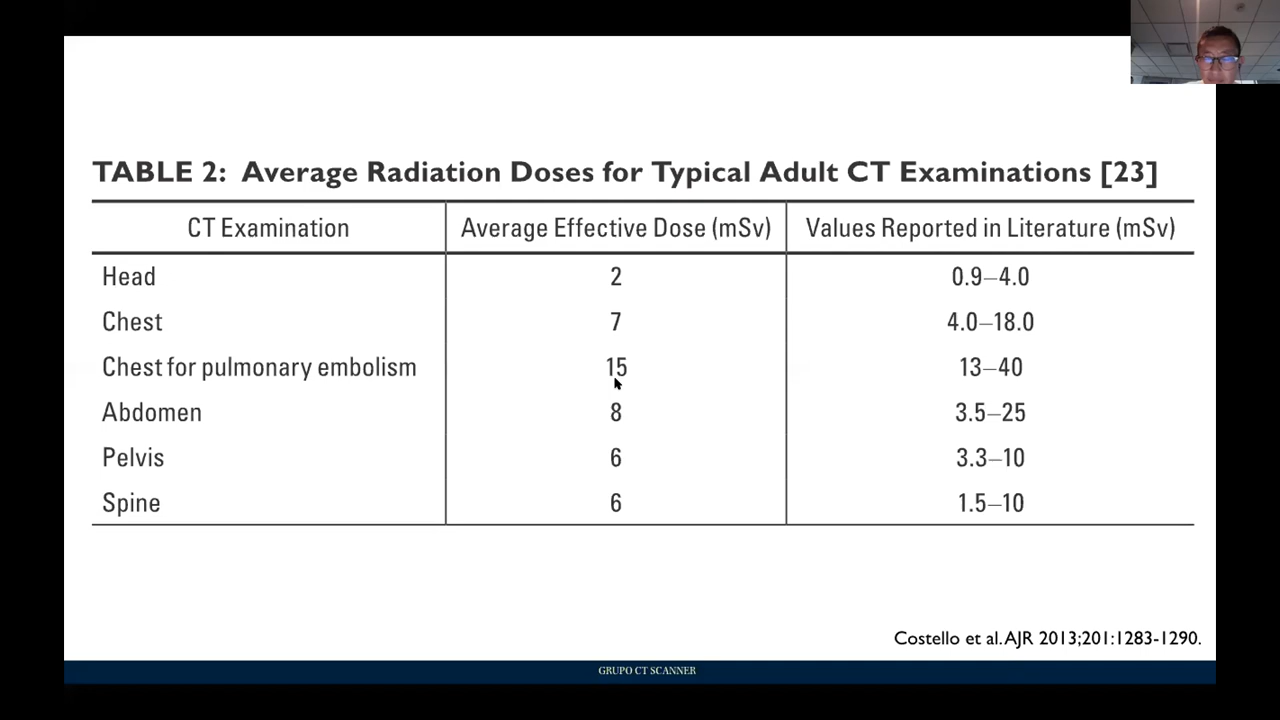 TABLE 2: Average Radiation Doses for Typical Adult CT Examinations [23]
CT Examination Average Effective Dose (mSv) Values Reported in Literature (mSv)
Head 2 0.9–4.0
Chest 7 4.0–18.0
Chest for pulmonary embolism 15 13–40
Abdomen 8 3.5–25
Pelvis 6 3.3–10
Spine 6 1.5–10
Costello et al. AJR 2013;201:1283-1290.
GRUPO CT SCANNER